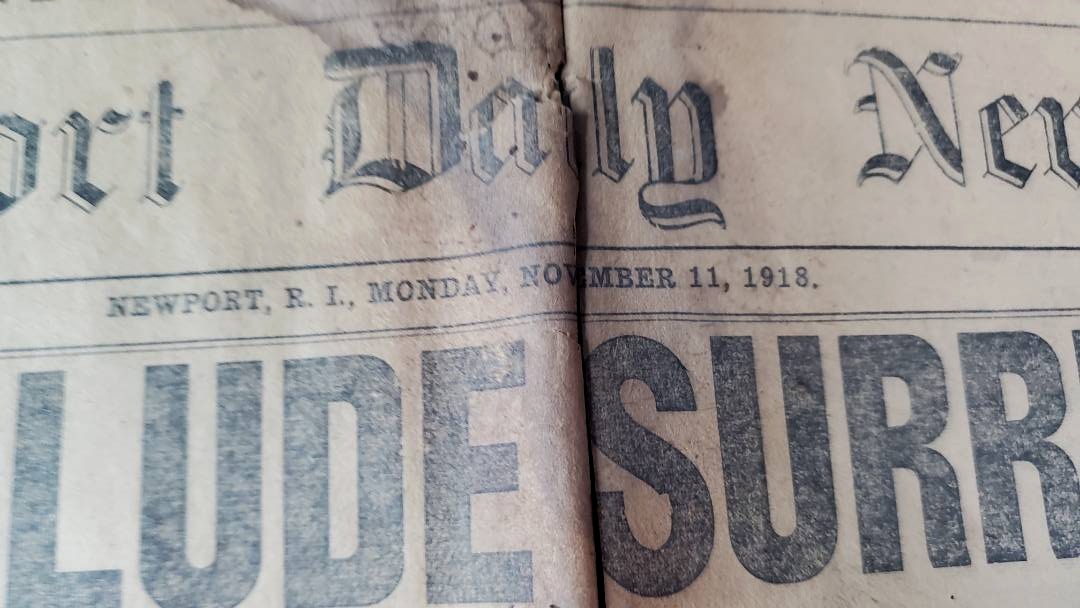 ort Daily New
NEWPORT, R. I., MONDAY, NOVEMBER 11, 1918.
LUDE SURR